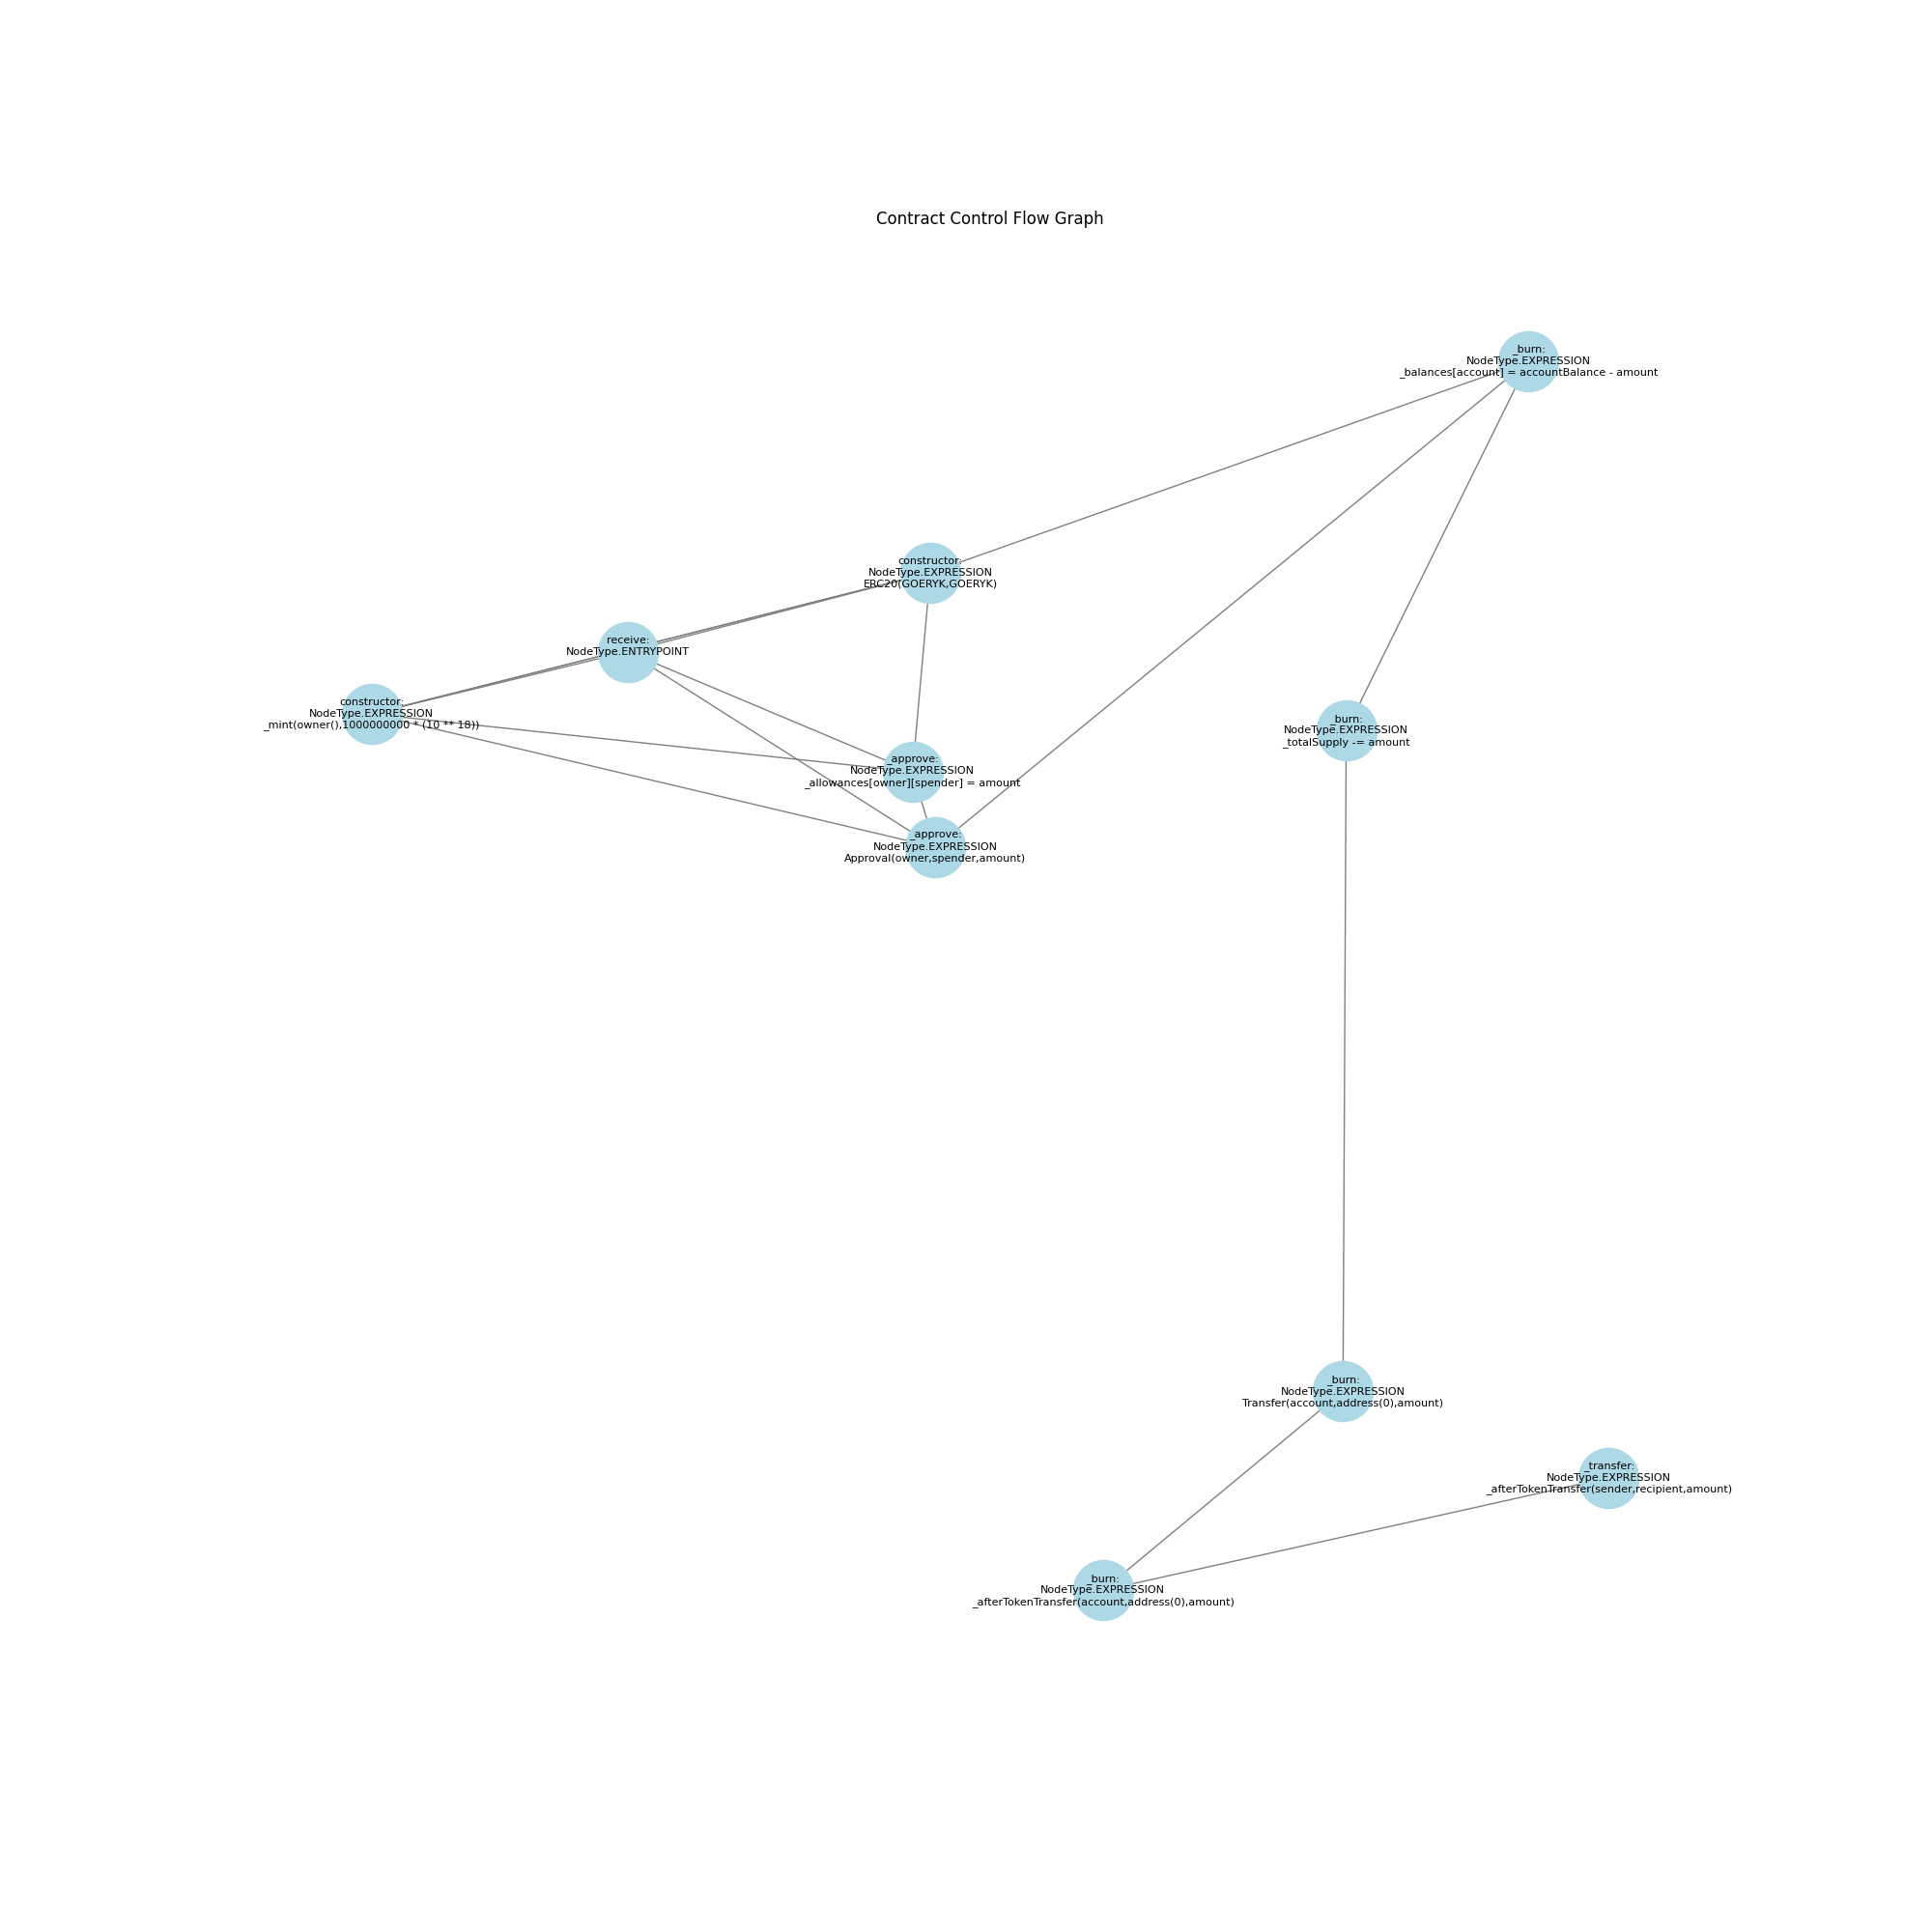 Contract Control Flow Graph
_burn:
NodeType.EXPRESSION
_balances[account] = accountBalance - amount
constructor:
NodeType.EXPRESSION
ERC20(GOERYK,GOERYK)
receive:
NodeType.ENTRYPOINT
constructor:
NodeType.EXPRESSION
_mint(owner(),1000000000 * (10 ** 18))
_burn:
NodeType.EXPRESSION
_totalSupply -= amount
_approve:
NodeType.EXPRESSION
_allowances[owner][spender] = amount
_approve:
NodeType.EXPRESSION
Approval(owner,spender,amount)
_burn:
NodeType.EXPRESSION
Transfer(account,address(0),amount)
_transfer:
NodeType.EXPRESSION
_afterTokenTransfer(sender,recipient,amount)
_burn:
NodeType.EXPRESSION
_afterTokenTransfer(account,address(0),amount)